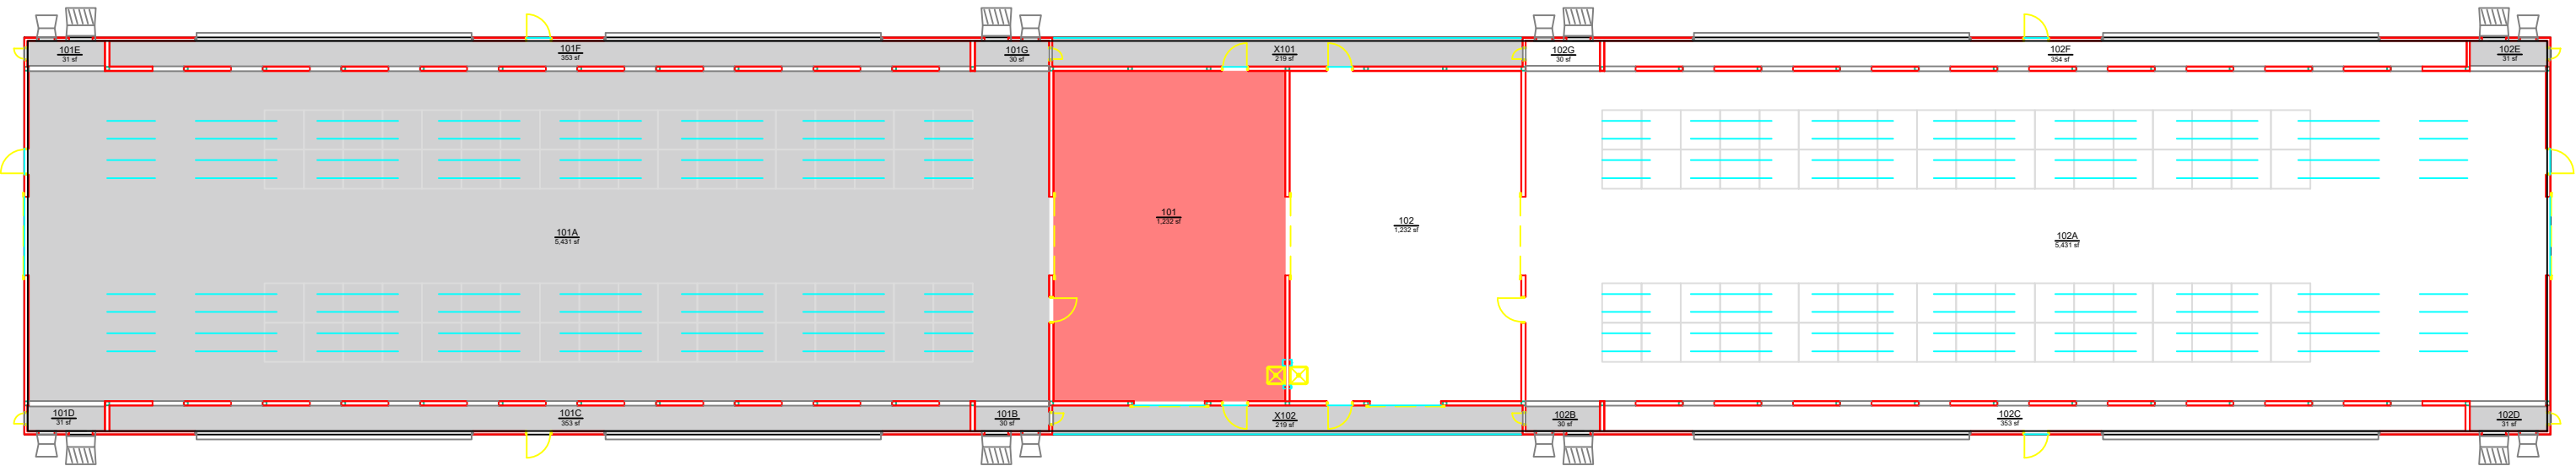 101E
31 sf
101F
353 sf
101G
30 sf
X101
219 sf
102G
30 sf
102F
354 sf
102E
31 sf
101A
5,431 sf
101
1,232 sf
102
1,232 sf
102A
5,431 sf
101D
31 sf
101C
353 sf
101B
30 sf
X102
219 sf
102B
30 sf
102C
353 sf
102D
31 sf